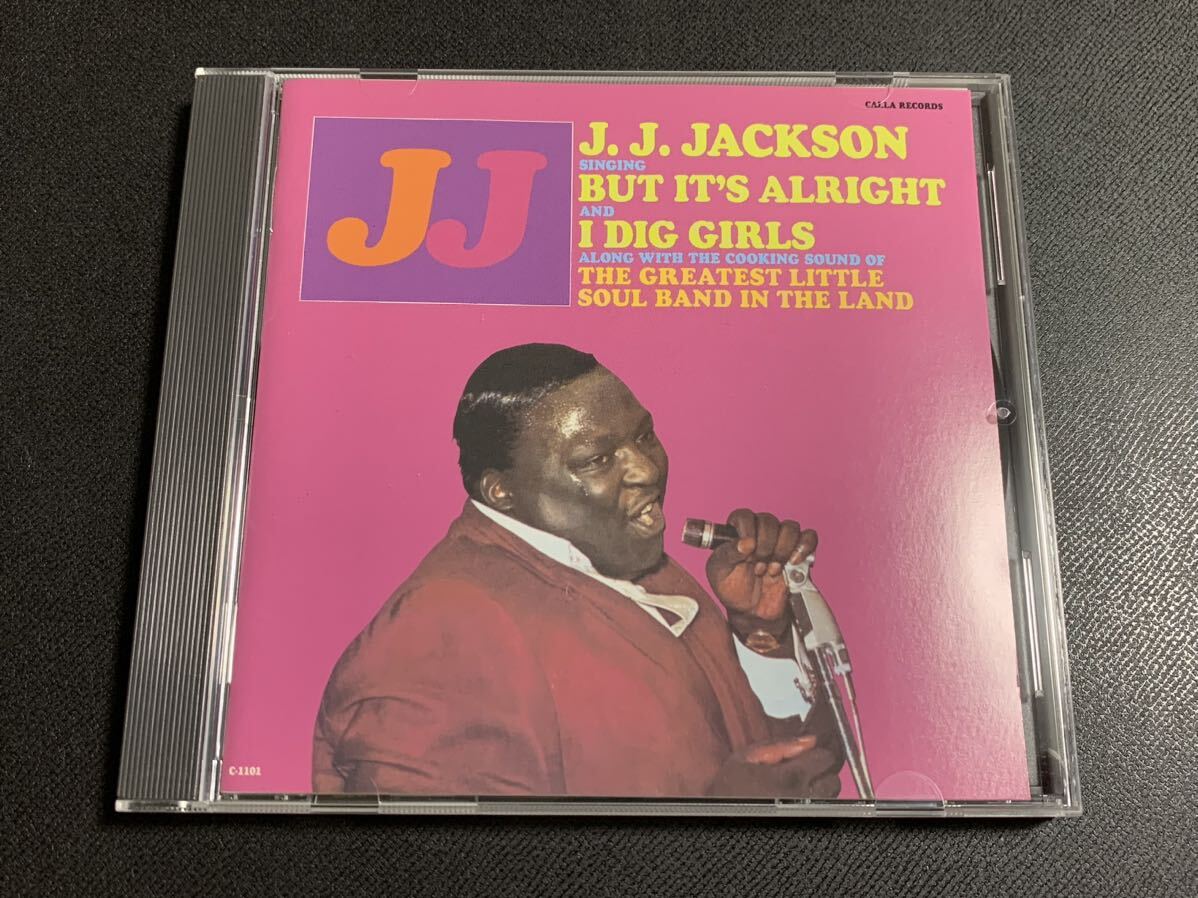 CALLA RECORDS
JJ
J. J. JACKSON
SINGING
BUT IT'S ALRIGHT
AND
I DIG GIRLS
ALONG WITH THE COOKING SOUND OF
THE GREATEST LITTLE
SOUL BAND IN THE LAND
C-1101